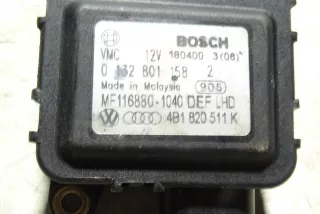 BOSCH
VMC 12V 180400 3(08)
0 132 801 158 2
Made in Malaysia 905
MF116880-1040 DEF LHD
4B1 820 511 K